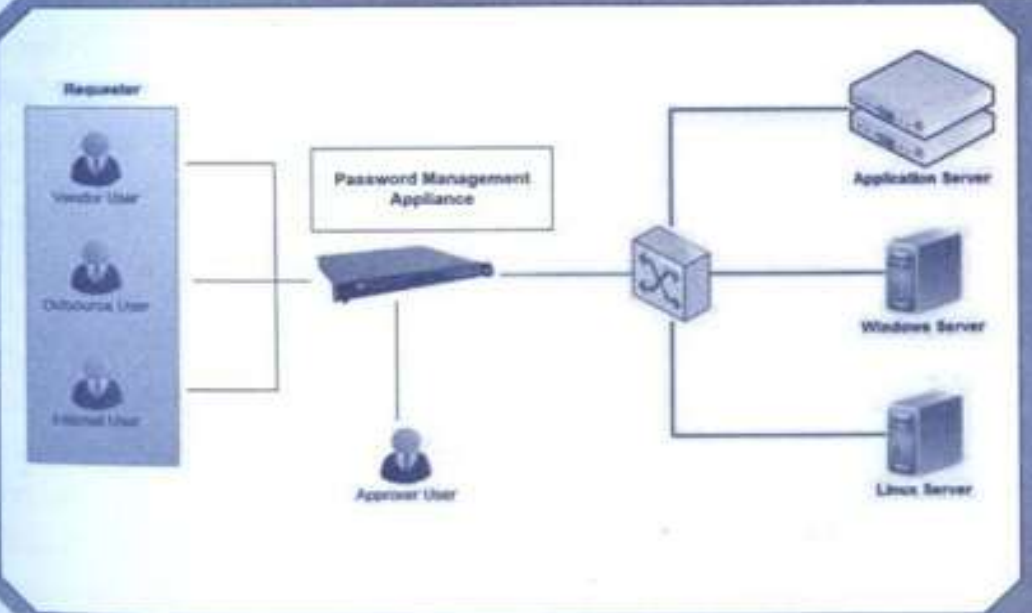 Requester
Vendor User
Outsource User
Internal User
Password Management
Appliance
Approver User
Application Server
Windows Server
Linux Server